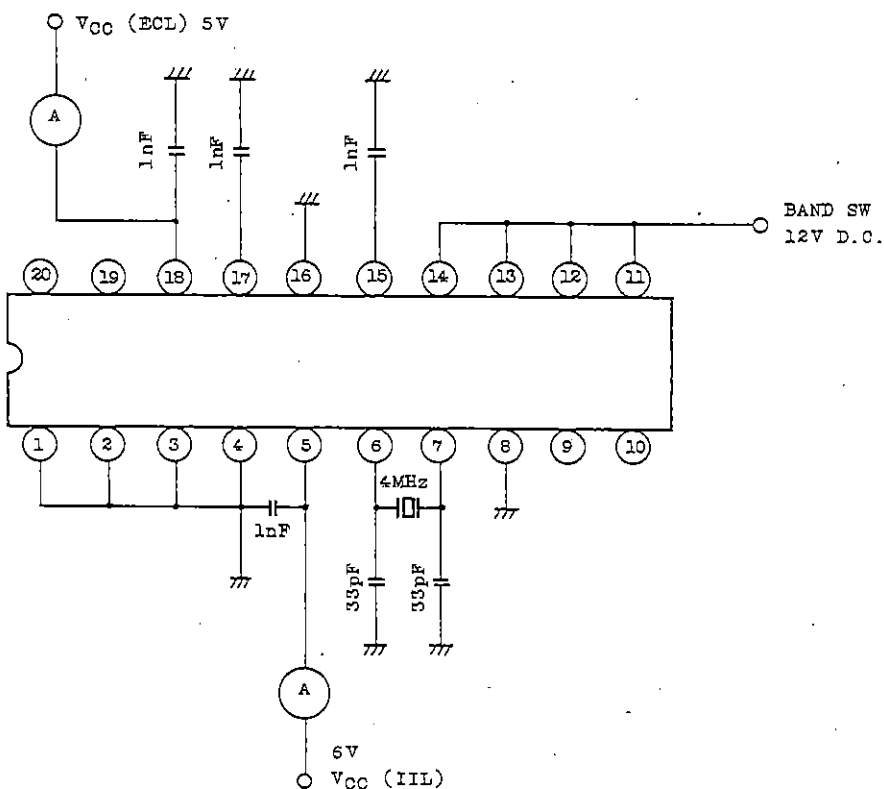 VCC (ECL) 5V
A
1nF
1nF
1nF
BAND SW
12V D.C.
20 19 18 17 16 15 14 13 12 11
1 2 3 4 5 6 7 8 9 10
4MHz
1nF
33pF
33pF
A
6V
VCC (IIL)